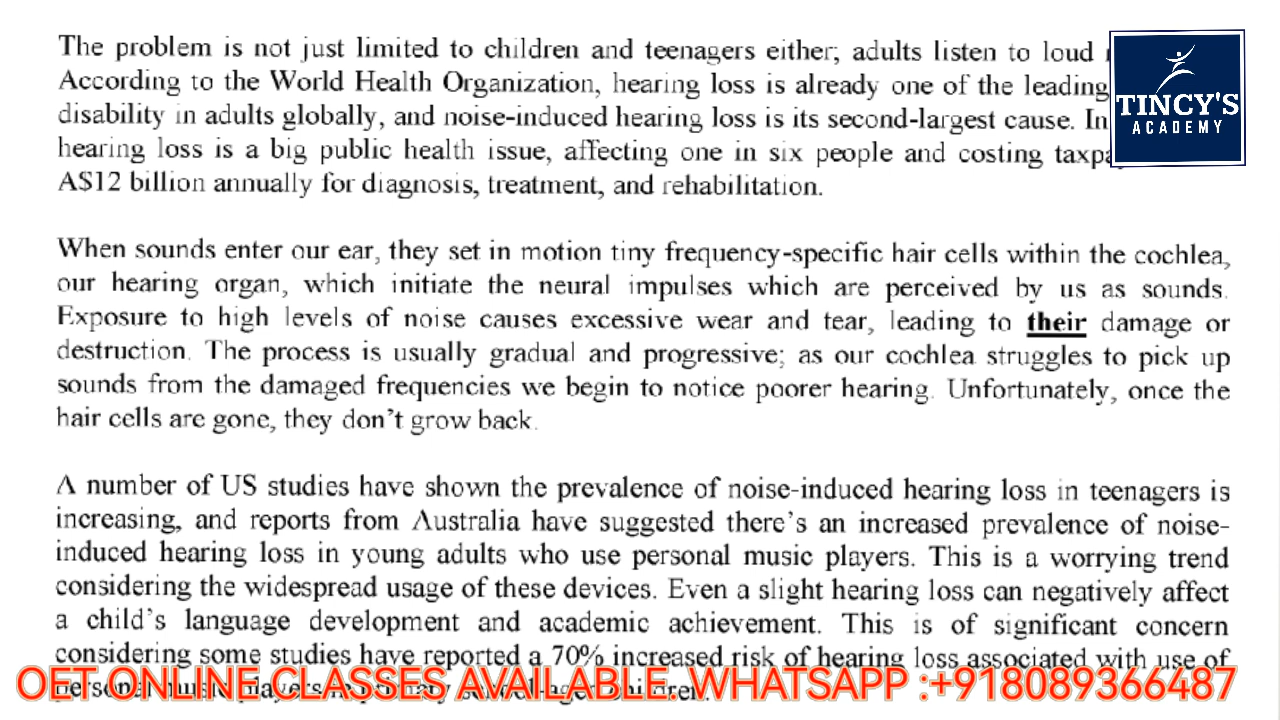 The problem is not just limited to children and teenagers either; adults listen to loud
According to the World Health Organization, hearing loss is already one of the leading
disability in adults globally, and noise-induced hearing loss is its second-largest cause. In
hearing loss is a big public health issue, affecting one in six people and costing
A$12 billion annually for diagnosis, treatment, and rehabilitation.
TINCY'S
ACADEMY
When sounds enter our ear, they set in motion tiny frequency-specific hair cells within the cochlea,
our hearing organ, which initiate the neural impulses which are perceived by us as sounds.
Exposure to high levels of noise causes excessive wear and tear, leading to their damage or
destruction. The process is usually gradual and progressive; as our cochlea struggles to pick up
sounds from the damaged frequencies we begin to notice poorer hearing. Unfortunately, once the
hair cells are gone, they don't grow back.
A number of US studies have shown the prevalence of noise-induced hearing loss in teenagers is
increasing, and reports from Australia have suggested there's an increased prevalence of noise-
induced hearing loss in young adults who use personal music players. This is a worrying trend
considering the widespread usage of these devices. Even a slight hearing loss can negatively affect
a child's language development and academic achievement. This is of significant concern
considering some studies have reported a 70% increased risk of hearing loss associated with use of
OET ONLINE CLASSES AVAILABLE. WHATSAPP :+918089366487